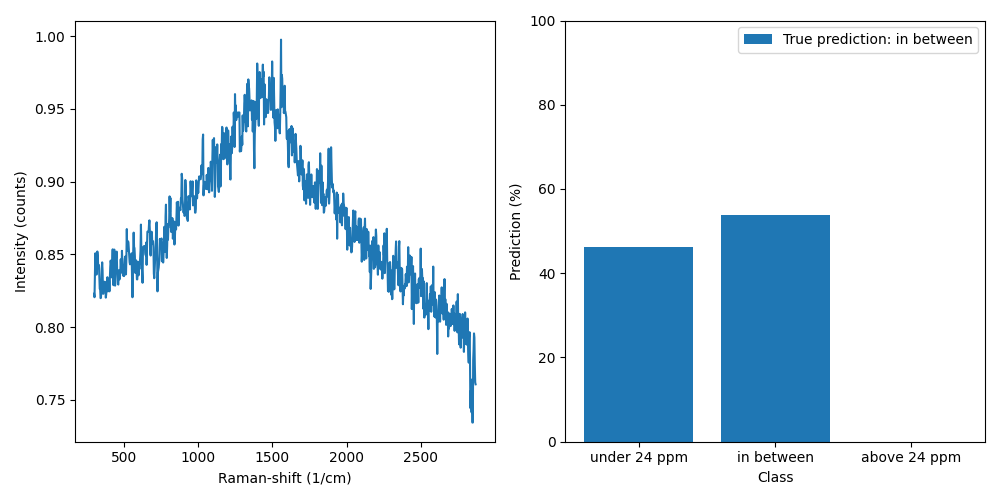 1.00
0.95
0.90
0.85
0.80
0.75
Intensity (counts)
500
1000
1500
2000
2500
Raman-shift (1/cm)
True prediction: in between
100
80
60
40
20
0
Prediction (%)
under 24 ppm
in between
above 24 ppm
Class